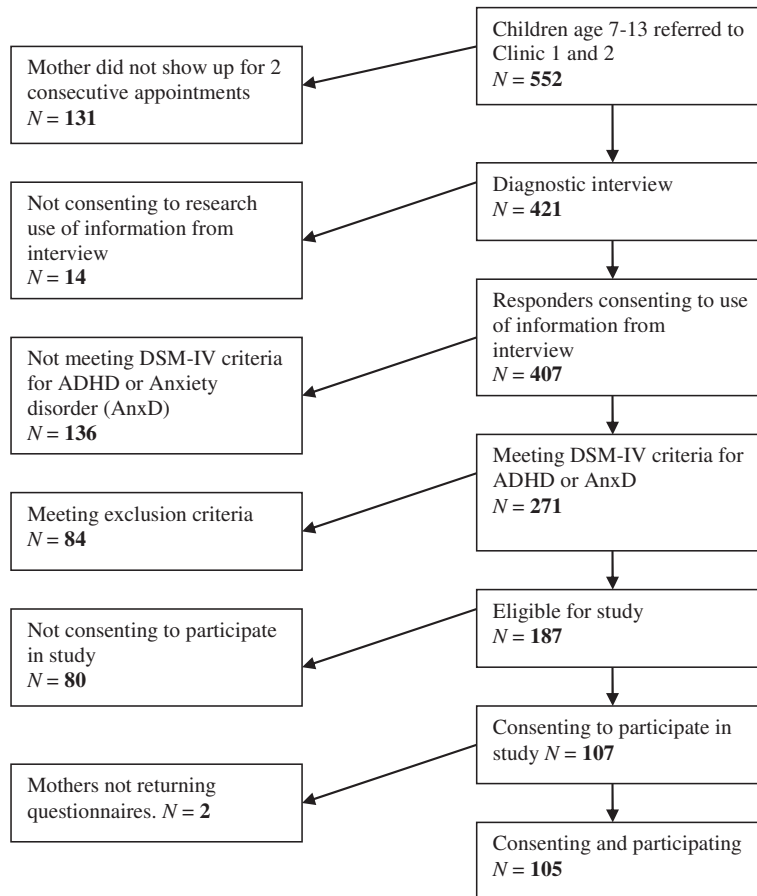 Children age 7-13 referred to
Clinic 1 and 2
N = 552
Mother did not show up for 2
consecutive appointments
N = 131
Diagnostic interview
N = 421
Not consenting to research
use of information from
interview
N = 14
Responders consenting to use
of information from
interview
N = 407
Not meeting DSM-IV criteria
for ADHD or Anxiety
disorder (AnxD)
N = 136
Meeting DSM-IV criteria for
ADHD or AnxD
N = 271
Meeting exclusion criteria
N = 84
Eligible for study
N = 187
Not consenting to participate
in study
N = 80
Consenting to participate in
study N = 107
Mothers not returning
questionnaires. N = 2
Consenting and participating
N = 105